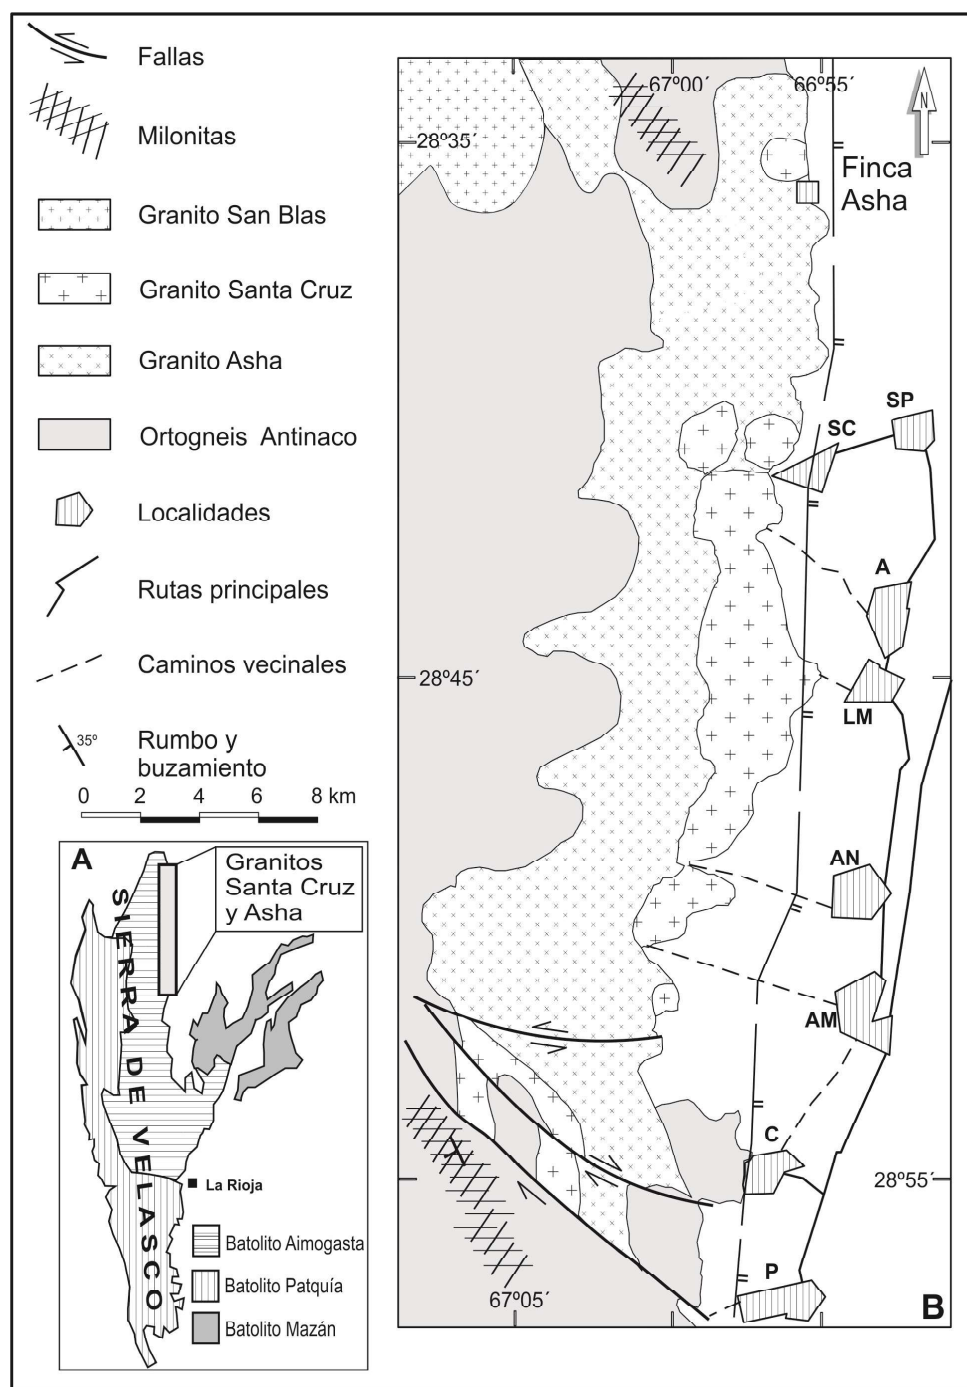 Fallas
Milonitas
Granito San Blas
Granito Santa Cruz
Granito Asha
Ortogneis Antinaco
Localidades
Rutas principales
Caminos vecinales
35º
Rumbo y
buzamiento
0 2 4 6 8 km
A
Granitos
Santa Cruz
y Asha
SIERRA DE VELASCO
La Rioja
Batolito Aimogasta
Batolito Patquía
Batolito Mazán
67º00´ 66º55´
N
28º35´
Finca
Asha
SP
SC
A
28º45´
LM
AN
AM
C
28º55´
P
67º05´
B